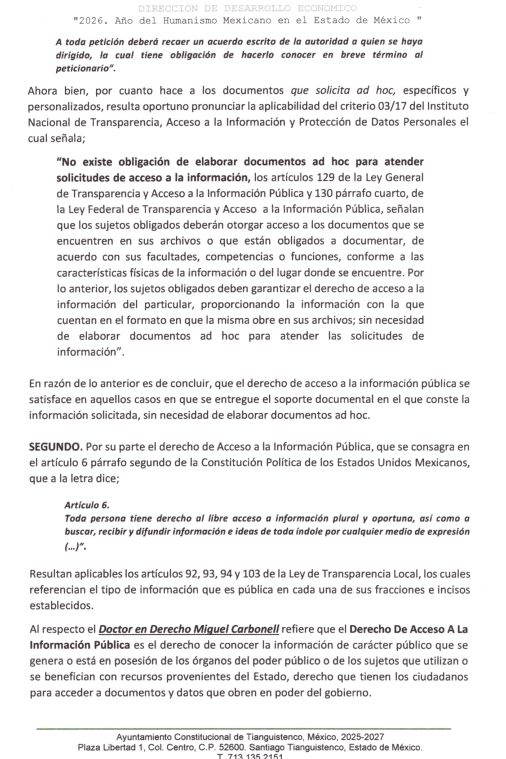 DIRECCIÓN DE DESARROLLO ECONÓMICO
"2026. Año del Humanismo Mexicano en el Estado de México "
A toda petición deberá recaer un acuerdo escrito de la autoridad a quien se haya
dirigido, la cual tiene obligación de hacerlo conocer en breve término al
peticionario".
Ahora bien, por cuanto hace a los documentos que solicita ad hoc, específicos y
personalizados, resulta oportuno pronunciar la aplicabilidad del criterio 03/17 del Instituto
Nacional de Transparencia, Acceso a la Información y Protección de Datos Personales el
cual señala;
"No existe obligación de elaborar documentos ad hoc para atender
solicitudes de acceso a la información, los artículos 129 de la Ley General
de Transparencia y Acceso a la Información Pública y 130 párrafo cuarto, de
la Ley Federal de Transparencia y Acceso a la Información Pública, señalan
que los sujetos obligados deberán otorgar acceso a los documentos que se
encuentren en sus archivos o que están obligados a documentar, de
acuerdo con sus facultades, competencias o funciones, conforme a las
características físicas de la información o del lugar donde se encuentre. Por
lo anterior, los sujetos obligados deben garantizar el derecho de acceso a la
información del particular, proporcionando la información con la que
cuentan en el formato en que la misma obre en sus archivos; sin necesidad
de elaborar documentos ad hoc para atender las solicitudes de
información".
En razón de lo anterior es de concluir, que el derecho de acceso a la información pública se
satisface en aquellos casos en que se entregue el soporte documental en el que conste la
información solicitada, sin necesidad de elaborar documentos ad hoc.
SEGUNDO. Por su parte el derecho de Acceso a la Información Pública, que se consagra en
el artículo 6 párrafo segundo de la Constitución Política de los Estados Unidos Mexicanos,
que a la letra dice;
Artículo 6.
Toda persona tiene derecho al libre acceso a información plural y oportuna, así como a
buscar, recibir y difundir información e ideas de toda índole por cualquier medio de expresión
(...)".
Resultan aplicables los artículos 92, 93, 94 y 103 de la Ley de Transparencia Local, los cuales
referencian el tipo de información que es pública en cada una de sus fracciones e incisos
establecidos.
Al respecto el Doctor en Derecho Miguel Carbonell refiere que el Derecho De Acceso A La
Información Pública es el derecho de conocer la información de carácter público que se
genera o está en posesión de los órganos del poder público o de los sujetos que utilizan o
se benefician con recursos provenientes del Estado, derecho que tienen los ciudadanos
para acceder a documentos y datos que obren en poder del gobierno.
Ayuntamiento Constitucional de Tianguistenco, México, 2025-2027
Plaza Libertad 1, Col. Centro, C.P. 52600. Santiago Tianguistenco, Estado de México.
T. 713 135 2151